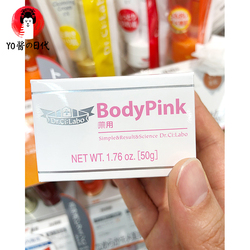 YO醬の日代
Dr.Ci:Labo
BodyPink
薬用
Simple&Result&Science Dr.Ci:Labo
NET WT. 1.76 oz. [50g]